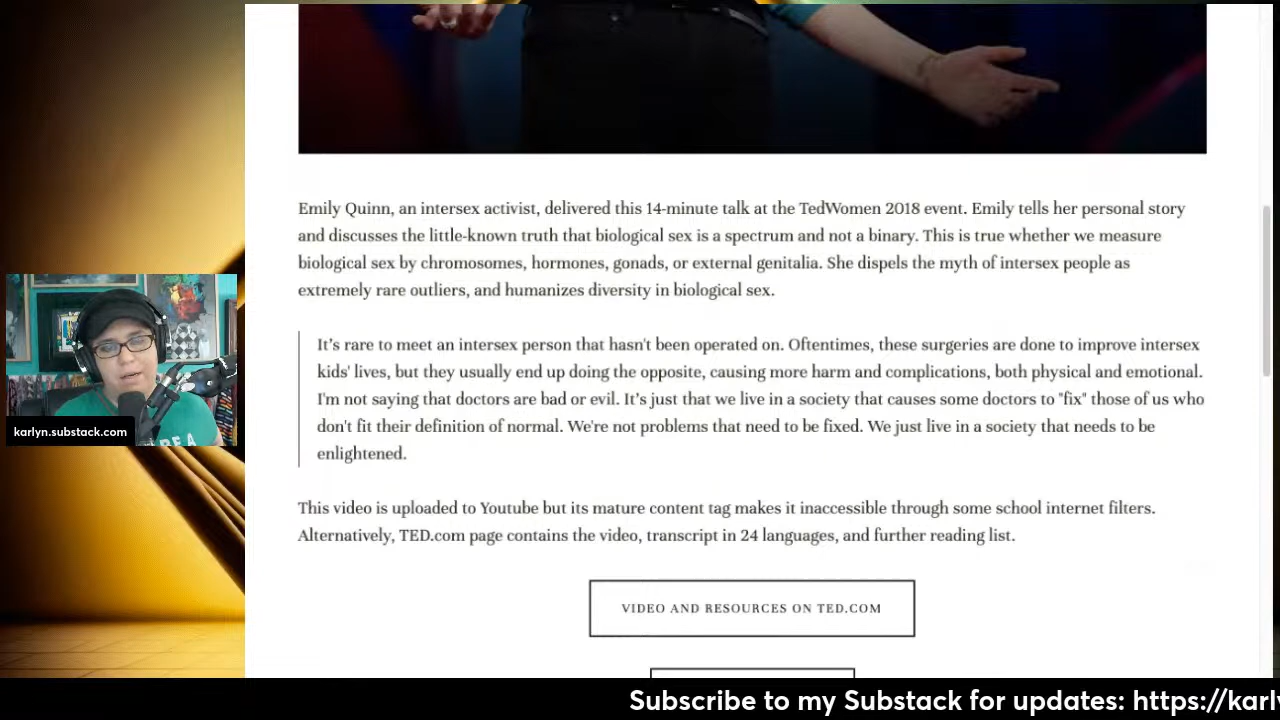 Emily Quinn, an intersex activist, delivered this 14-minute talk at the TedWomen 2018 event. Emily tells her personal story
and discusses the little-known truth that biological sex is a spectrum and not a binary. This is true whether we measure
biological sex by chromosomes, hormones, gonads, or external genitalia. She dispels the myth of intersex people as
extremely rare outliers, and humanizes diversity in biological sex.
It's rare to meet an intersex person that hasn't been operated on. Oftentimes, these surgeries are done to improve intersex
kids' lives, but they usually end up doing the opposite, causing more harm and complications, both physical and emotional.
I'm not saying that doctors are bad or evil. It's just that we live in a society that causes some doctors to "fix" those of us who
don't fit their definition of normal. We're not problems that need to be fixed. We just live in a society that needs to be
enlightened.
This video is uploaded to Youtube but its mature content tag makes it inaccessible through some school internet filters.
Alternatively, TED.com page contains the video, transcript in 24 languages, and further reading list.
VIDEO AND RESOURCES ON TED.COM
karlyn.substack.com
Subscribe to my Substack for updates: https://karly